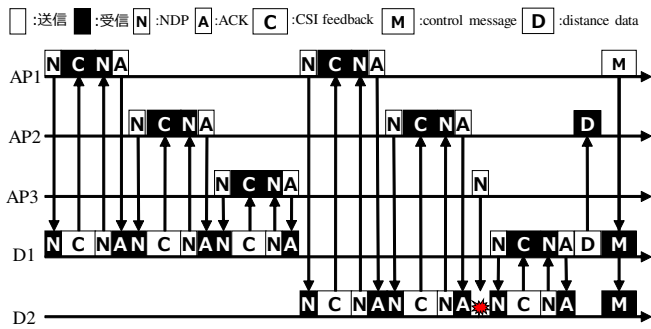 :送信 :受信 N :NDP A :ACK C :CSI feedback M :control message D :distance data
AP1 N C N A N C N A M
AP2 N C N A N C N A D
AP3 N C N A N
D1 N C N A N C N A N C N A N C N A D M
D2 N C N A N C N A N C N A M